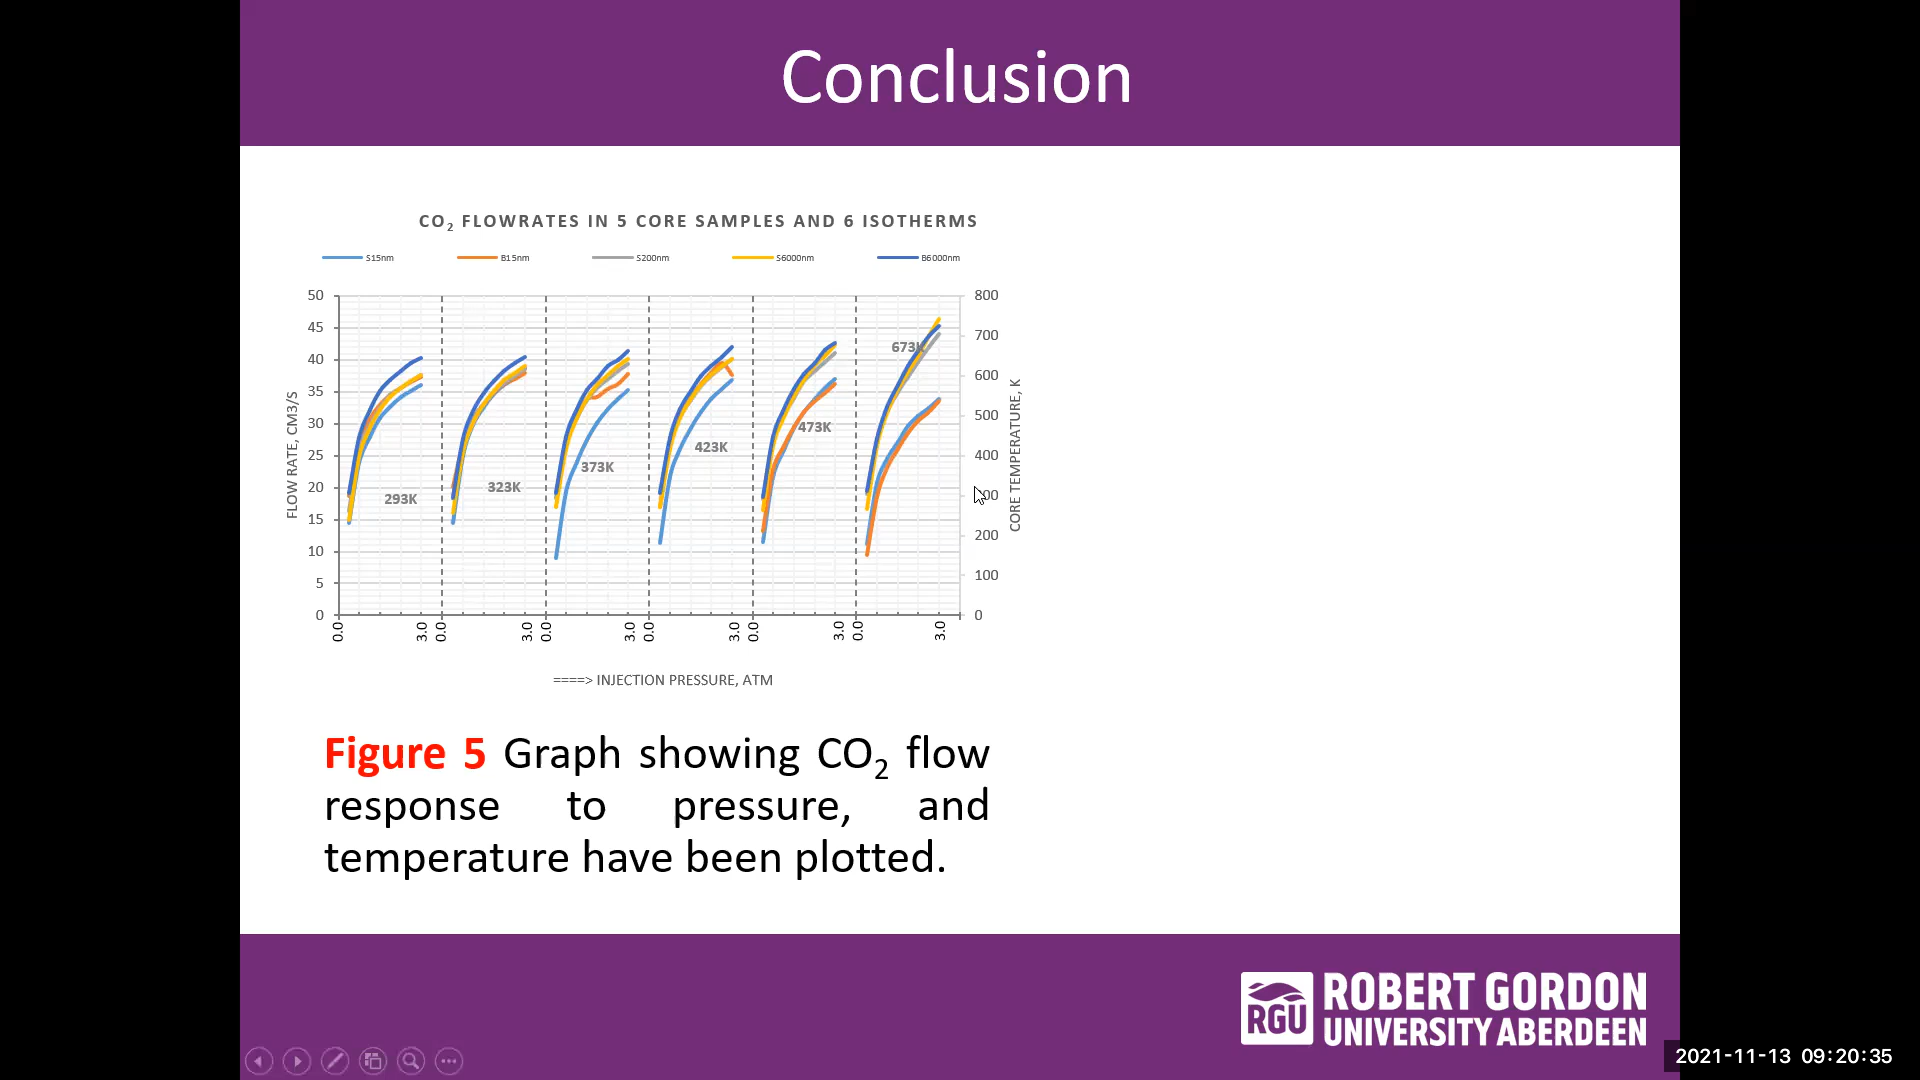 Conclusion
CO₂ FLOWRATES IN 5 CORE SAMPLES AND 6 ISOTHERMS
S15nm B15nm S200nm S6000nm B6000nm
50 800
45 700
40 600
35 500
30 400
25
20 200
15 100
10 0
5
0
FLOW RATE, CM3/S
CORE TEMPERATURE, K
293K
323K
373K
423K
473K
673K
0.0 3.0 0.0 3.0 0.0 3.0 0.0 3.0 0.0 3.0 0.0 3.0
====> INJECTION PRESSURE, ATM
Figure 5 Graph showing CO₂ flow
response to pressure, and
temperature have been plotted.
RGU
ROBERT GORDON
UNIVERSITY ABERDEEN
2021-11-13 09:20:35